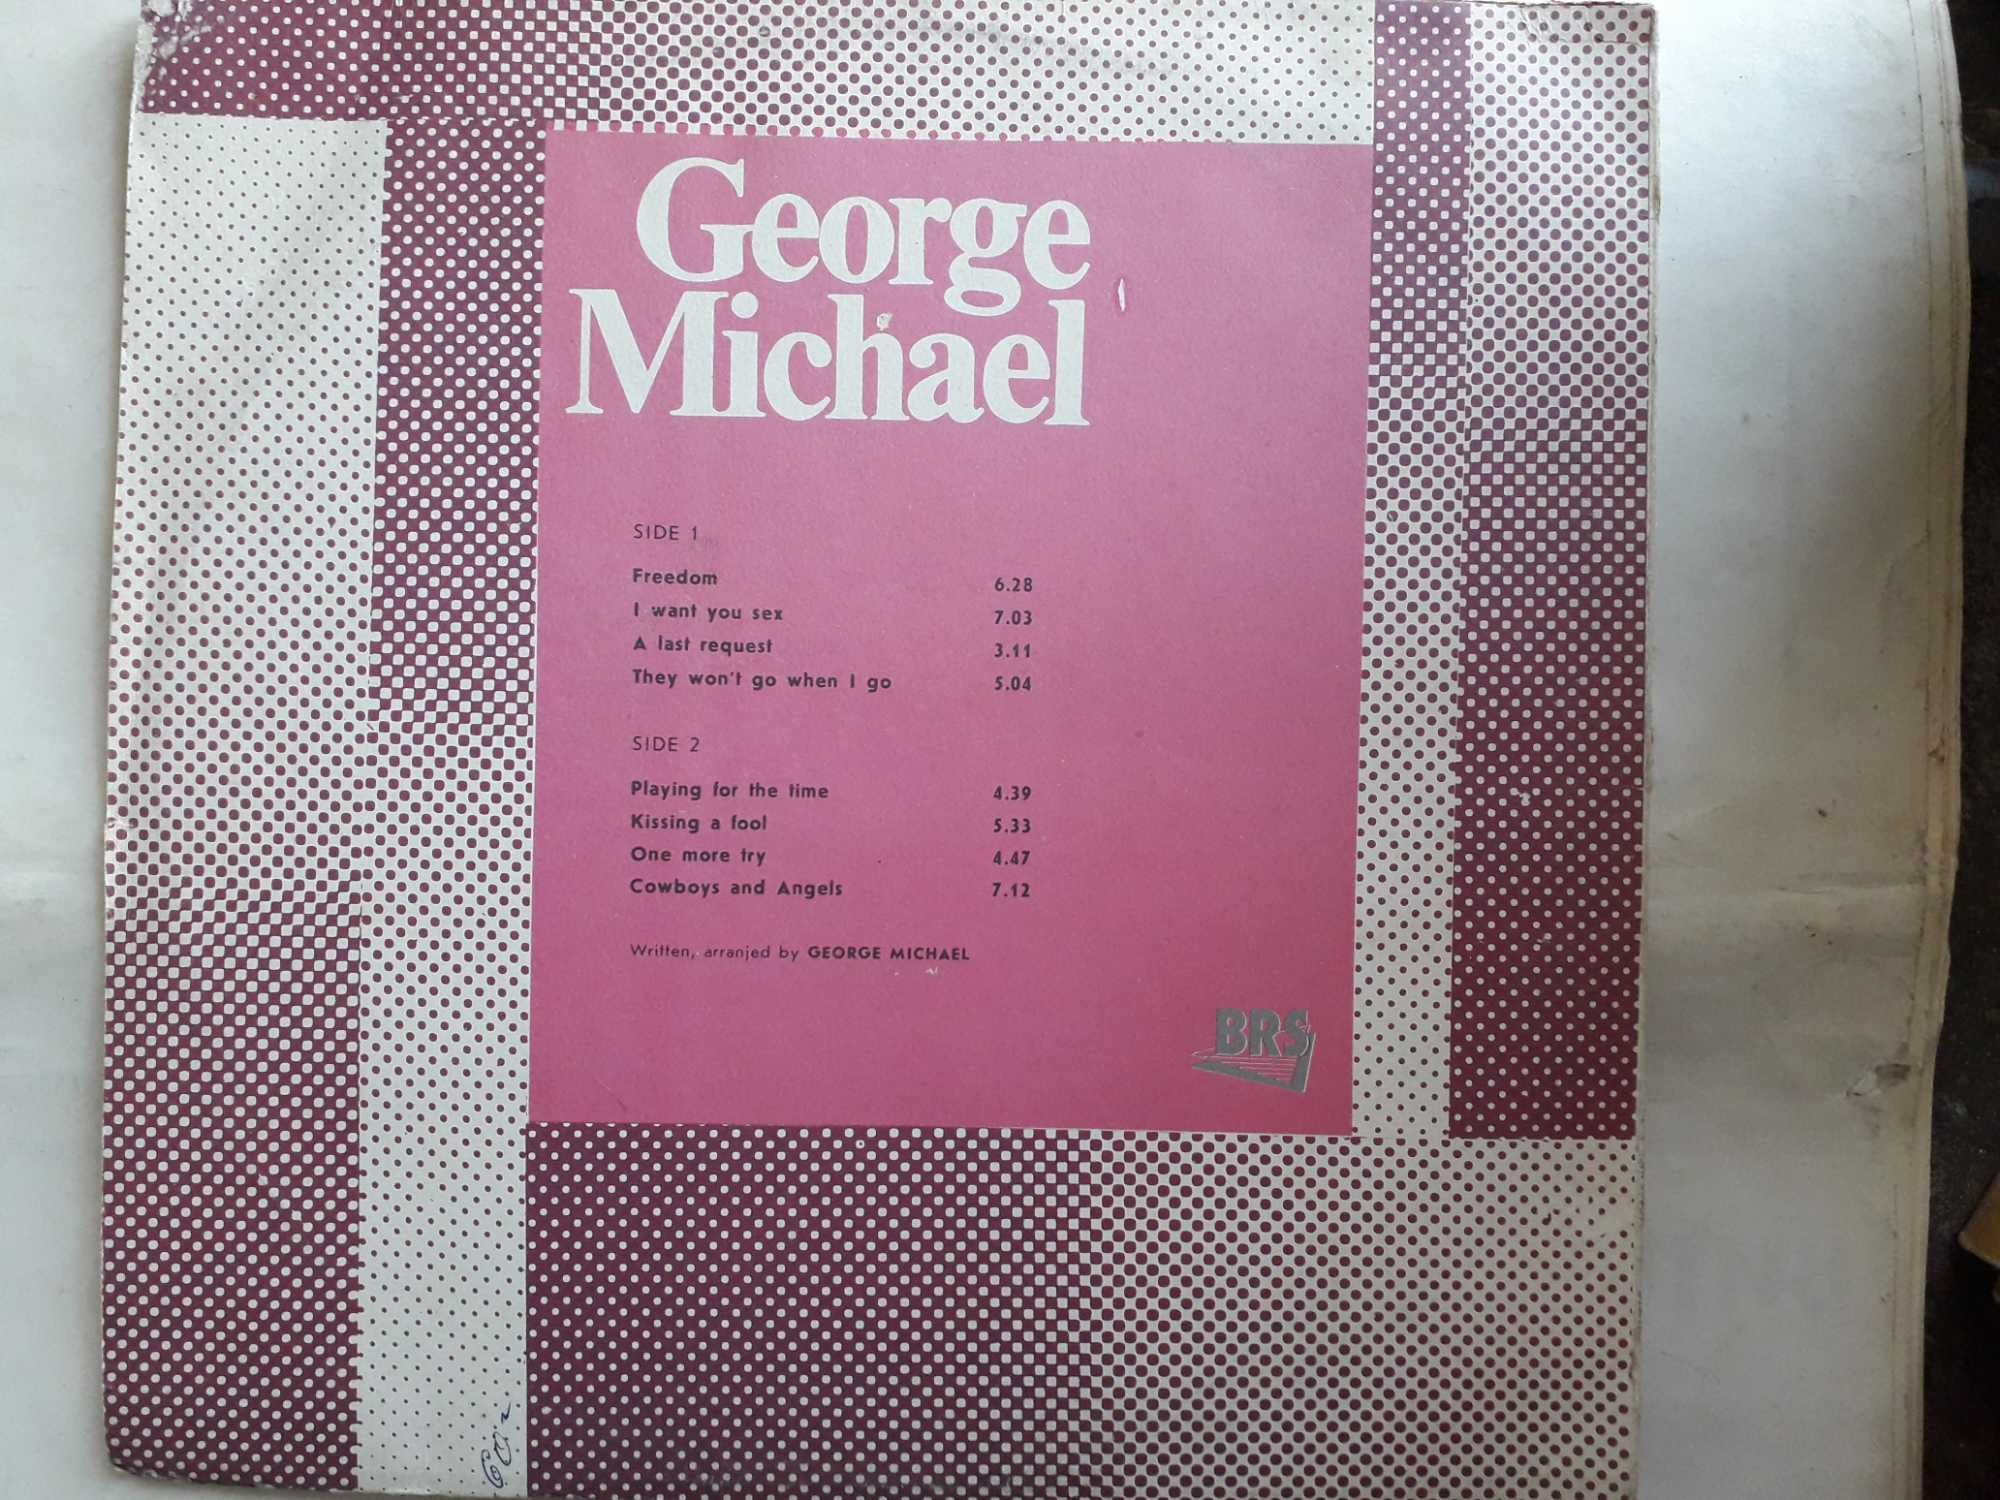 George
Michael
SIDE 1
Freedom 6.28
I want you sex 7.03
A last request 3.11
They won't go when I go 5.04
SIDE 2
Playing for the time 4.39
Kissing a fool 5.33
One more try 4.47
Cowboys and Angels 7.12
Written, arranjed by GEORGE MICHAEL
BRS